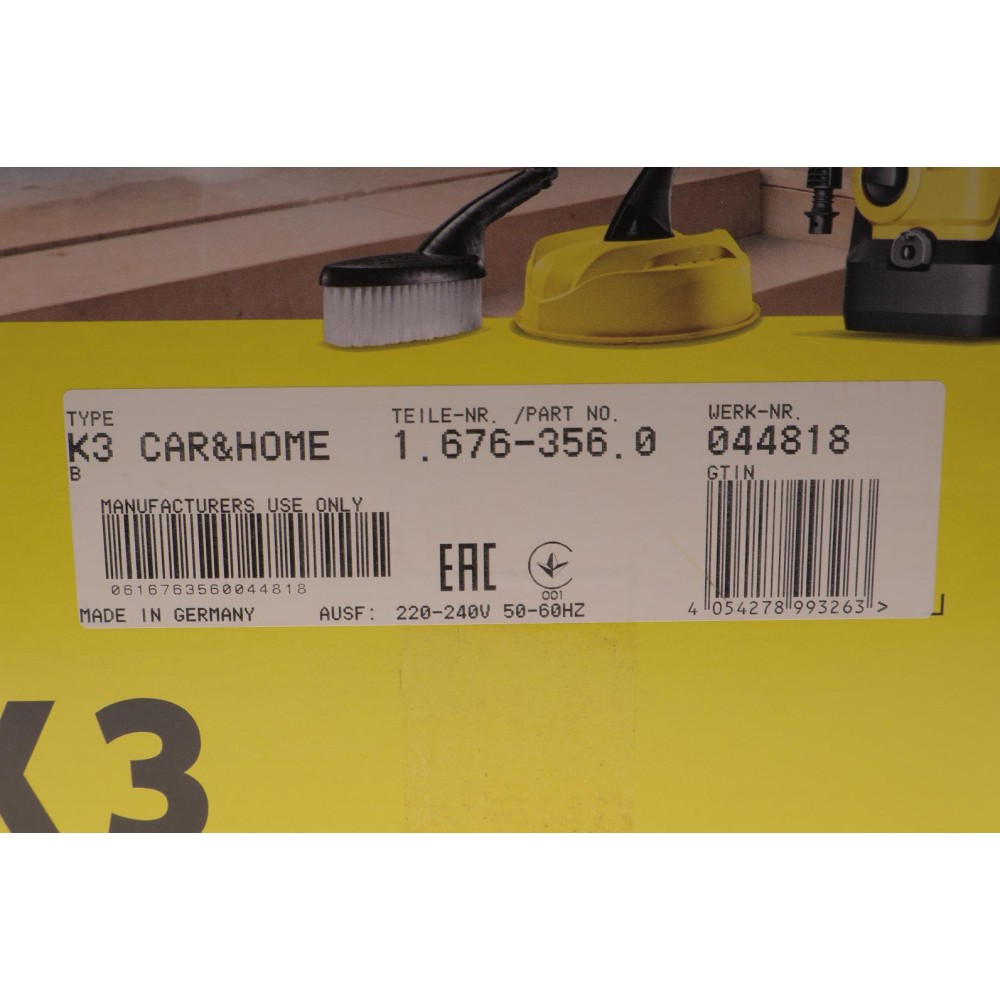 TYPE TEILE-NR. /PART NO. WERK-NR.
K3 CAR&HOME 1.676-356.0 044818
B GTIN
MANUFACTURERS USE ONLY
0616763560044818
EAC
001
MADE IN GERMANY AUSF: 220-240V 50-60HZ 4 054278 993263 >
K3